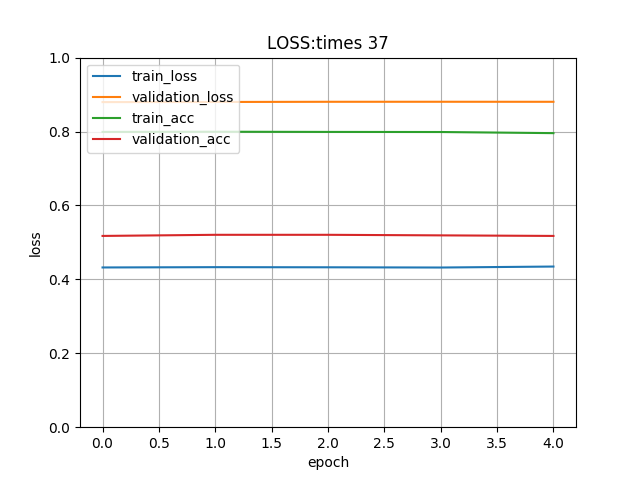 LOSS:times 37
1.0
0.8
0.6
0.4
0.2
0.0
loss
train_loss
validation_loss
train_acc
validation_acc
0.0 0.5 1.0 1.5 2.0 2.5 3.0 3.5 4.0
epoch